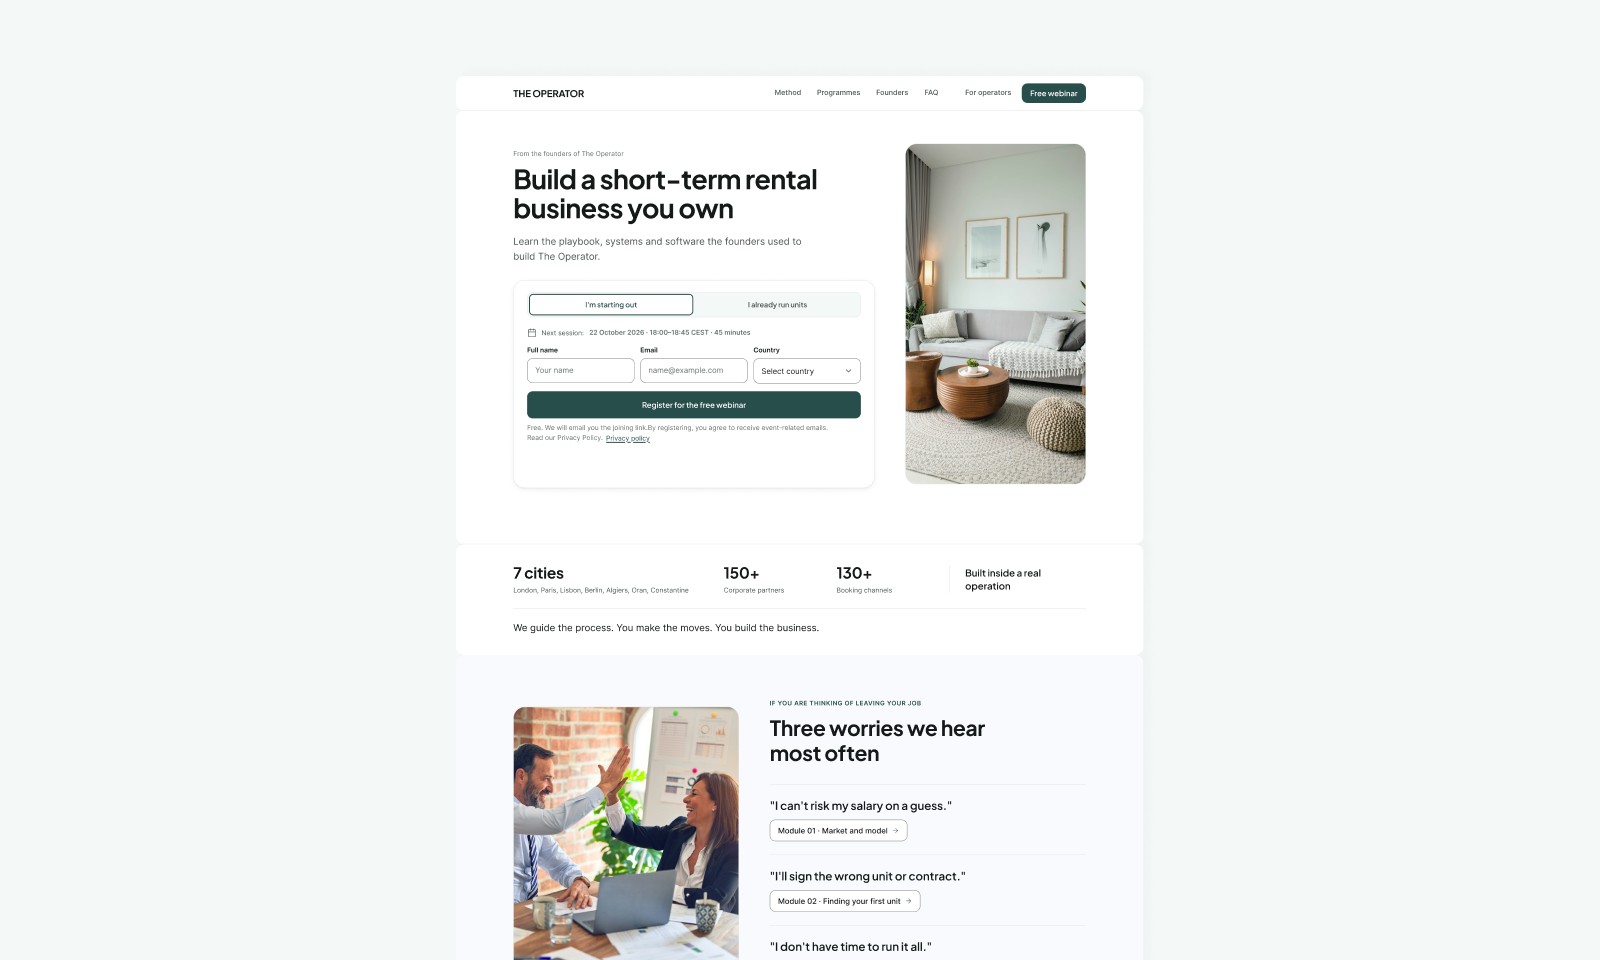 THE OPERATOR
Method
Programmes
Founders
FAQ
For operators
Free webinar
From the founders of The Operator
Build a short-term rental
business you own
Learn the playbook, systems and software the founders used to
build The Operator.
I'm starting out
I already run units
Next session: 22 October 2026 · 18:00–18:45 CEST · 45 minutes
Full name
Email
Country
Your name
name@example.com
Select country
Register for the free webinar
Free. We will email you the joining link.By registering, you agree to receive event-related emails.
Read our Privacy Policy. Privacy policy
7 cities
London, Paris, Lisbon, Berlin, Algiers, Oran, Constantine
150+
Corporate partners
130+
Booking channels
Built inside a real
operation
We guide the process. You make the moves. You build the business.
IF YOU ARE THINKING OF LEAVING YOUR JOB
Three worries we hear
most often
"I can't risk my salary on a guess."
Module 01 · Market and model →
"I'll sign the wrong unit or contract."
Module 02 · Finding your first unit →
"I don't have time to run it all."